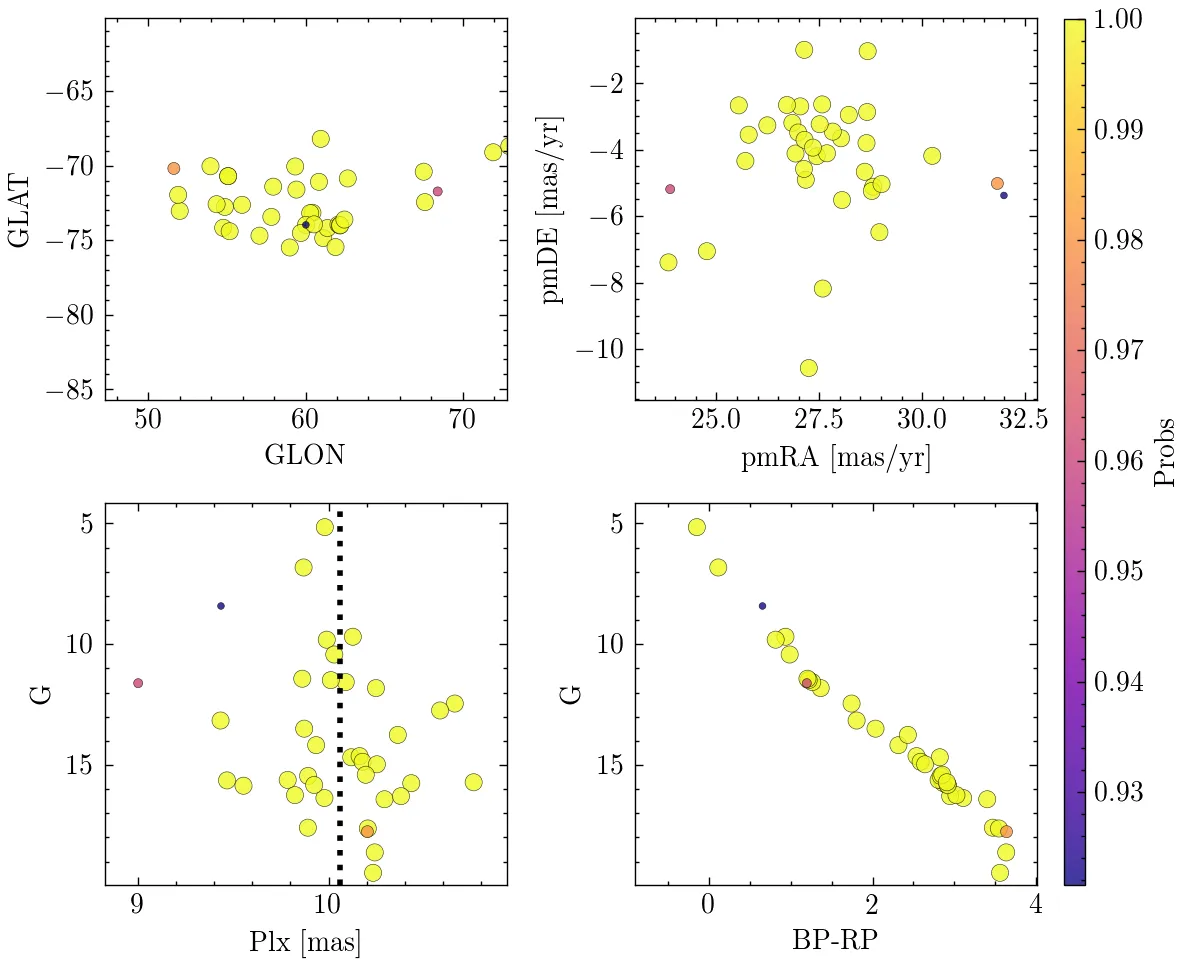 −65
−70
−75
−80
−85
GLAT
50 60 70
GLON
−2
−4
−6
−8
−10
pmDE [mas/yr]
25.0 27.5 30.0 32.5
pmRA [mas/yr]
5
10
15
G
9 10
Plx [mas]
5
10
15
G
0 2 4
BP-RP
1.00
0.99
0.98
0.97
0.96
0.95
0.94
0.93
Probs